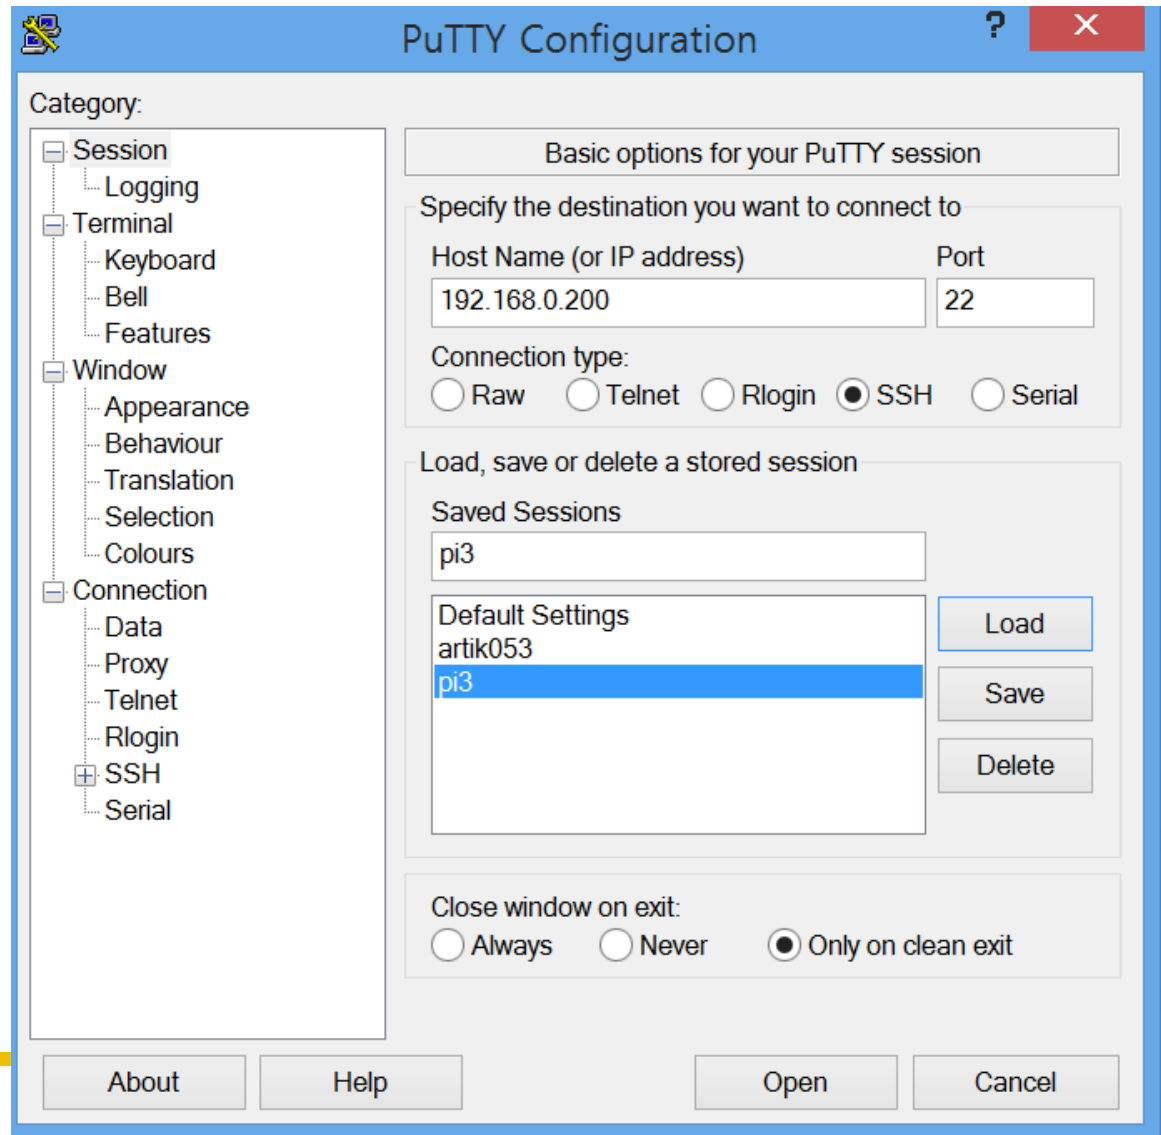 PuTTY Configuration
?
X
Category:
Session
Logging
Terminal
Keyboard
Bell
Features
Window
Appearance
Behaviour
Translation
Selection
Colours
Connection
Data
Proxy
Telnet
Rlogin
SSH
Serial
Basic options for your PuTTY session
Specify the destination you want to connect to
Host Name (or IP address) Port
192.168.0.200 22
Connection type:
Raw Telnet Rlogin SSH Serial
Load, save or delete a stored session
Saved Sessions
pi3
Default Settings
artik053
pi3
Load
Save
Delete
Close window on exit:
Always Never Only on clean exit
About Help Open Cancel